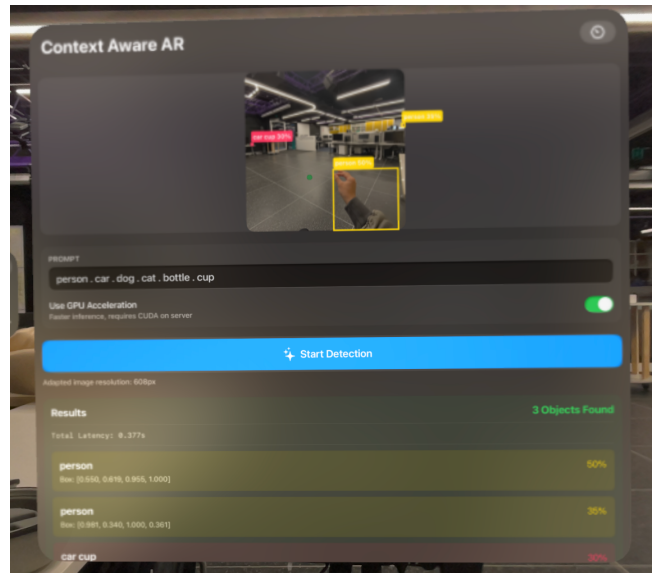 Context Aware AR
car cup 30%
person 35%
person 50%
PROMPT
person . car . dog . cat . bottle . cup
Use GPU Acceleration
Faster inference, requires CUDA on server
Start Detection
Adapted image resolution: 608px
Results
3 Objects Found
Total Latency: 0.377s
person
50%
Box: [0.550, 0.619, 0.955, 1.000]
person
35%
Box: [0.981, 0.340, 1.000, 0.361]
car cup
30%